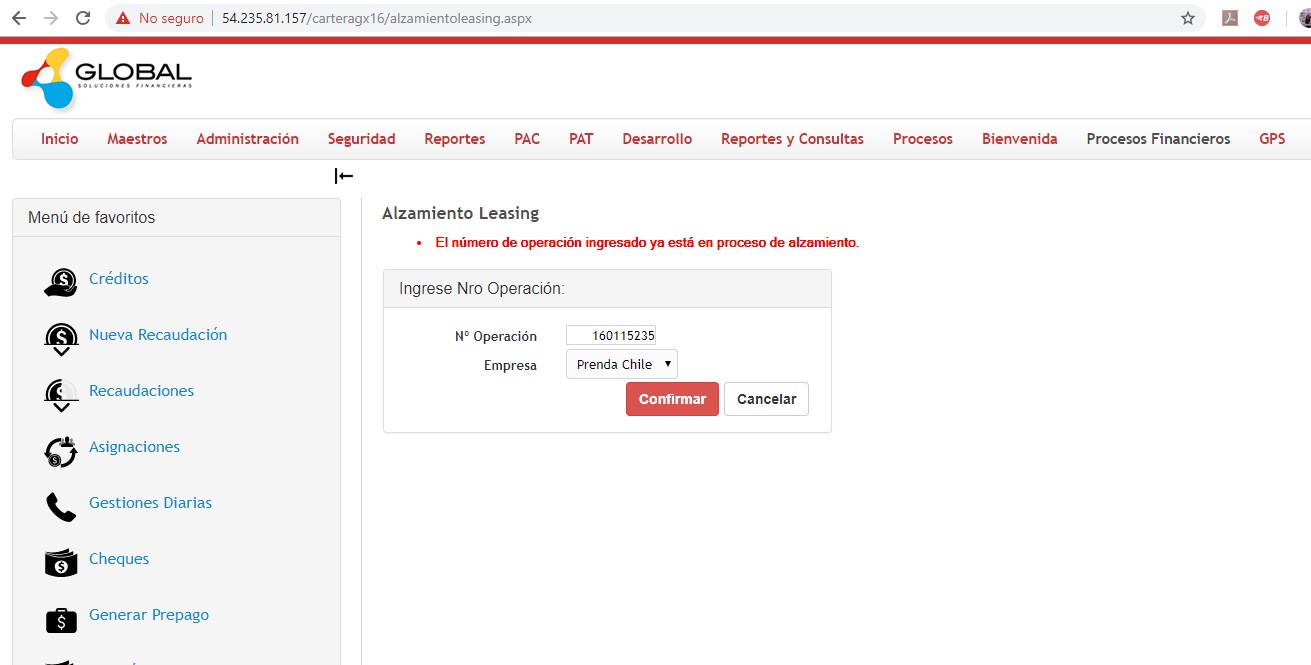 No seguro 54.235.81.157/carteragx16/alzamientoleasing.aspx
GLOBAL
SOLUCIONES FINANCIERAS
Inicio Maestros Administración Seguridad Reportes PAC PAT Desarrollo Reportes y Consultas Procesos Bienvenida Procesos Financieros GPS
Menú de favoritos
Créditos
Nueva Recaudación
Recaudaciones
Asignaciones
Gestiones Diarias
Cheques
Generar Prepago
Alzamiento Leasing
• El número de operación ingresado ya está en proceso de alzamiento.
Ingrese Nro Operación:
Nº Operación 160115235
Empresa Prenda Chile
Confirmar Cancelar